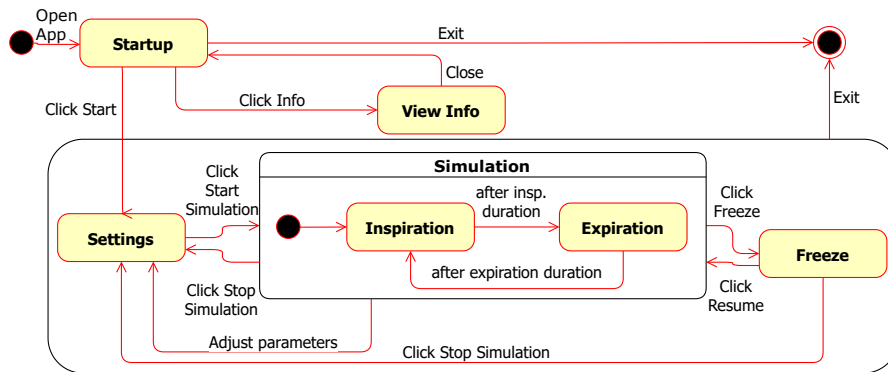 Open
App
Startup
Exit
Close
Click Info
View Info
Click Start
Exit
Simulation
Click
Start
Simulation
after insp.
duration
Click
Freeze
Settings
Inspiration
Expiration
Freeze
after expiration duration
Click Stop
Simulation
Click
Resume
Adjust parameters
Click Stop Simulation